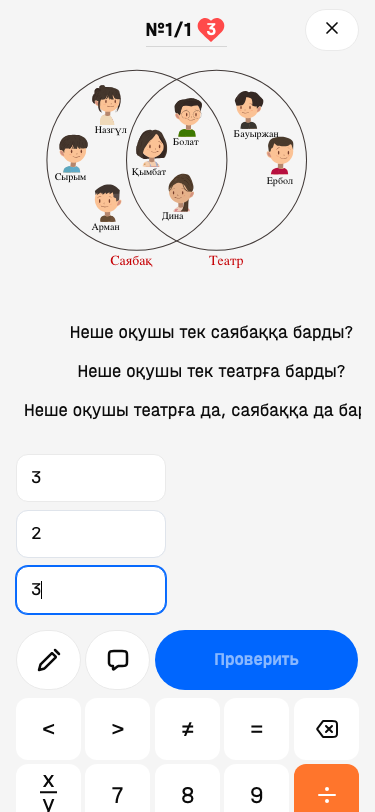 №1/1 3
Назгүл
Болат
Бауыржан
Сырым
Қымбат
Ербол
Арман
Дина
Саябақ Театр
Неше оқушы тек саябаққа барды?
Неше оқушы тек театрға барды?
Неше оқушы театрға да, саябаққа да бар
3
2
3
Проверить
< > ≠ =
x
y
7 8 9 ÷